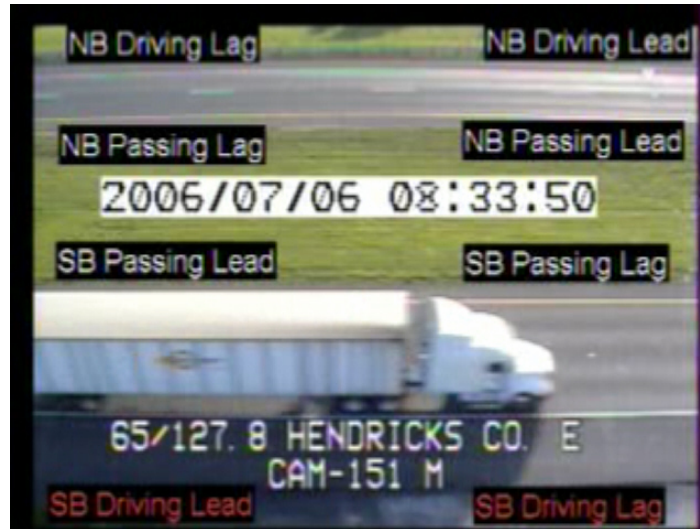 NB Driving Lag NB Driving Lead
NB Passing Lag NB Passing Lead
2006/07/06 08:33:50
SB Passing Lead SB Passing Lag
65/127.8 HENDRICKS CO. E
CAM-151 M
SB Driving Lead SB Driving Lag